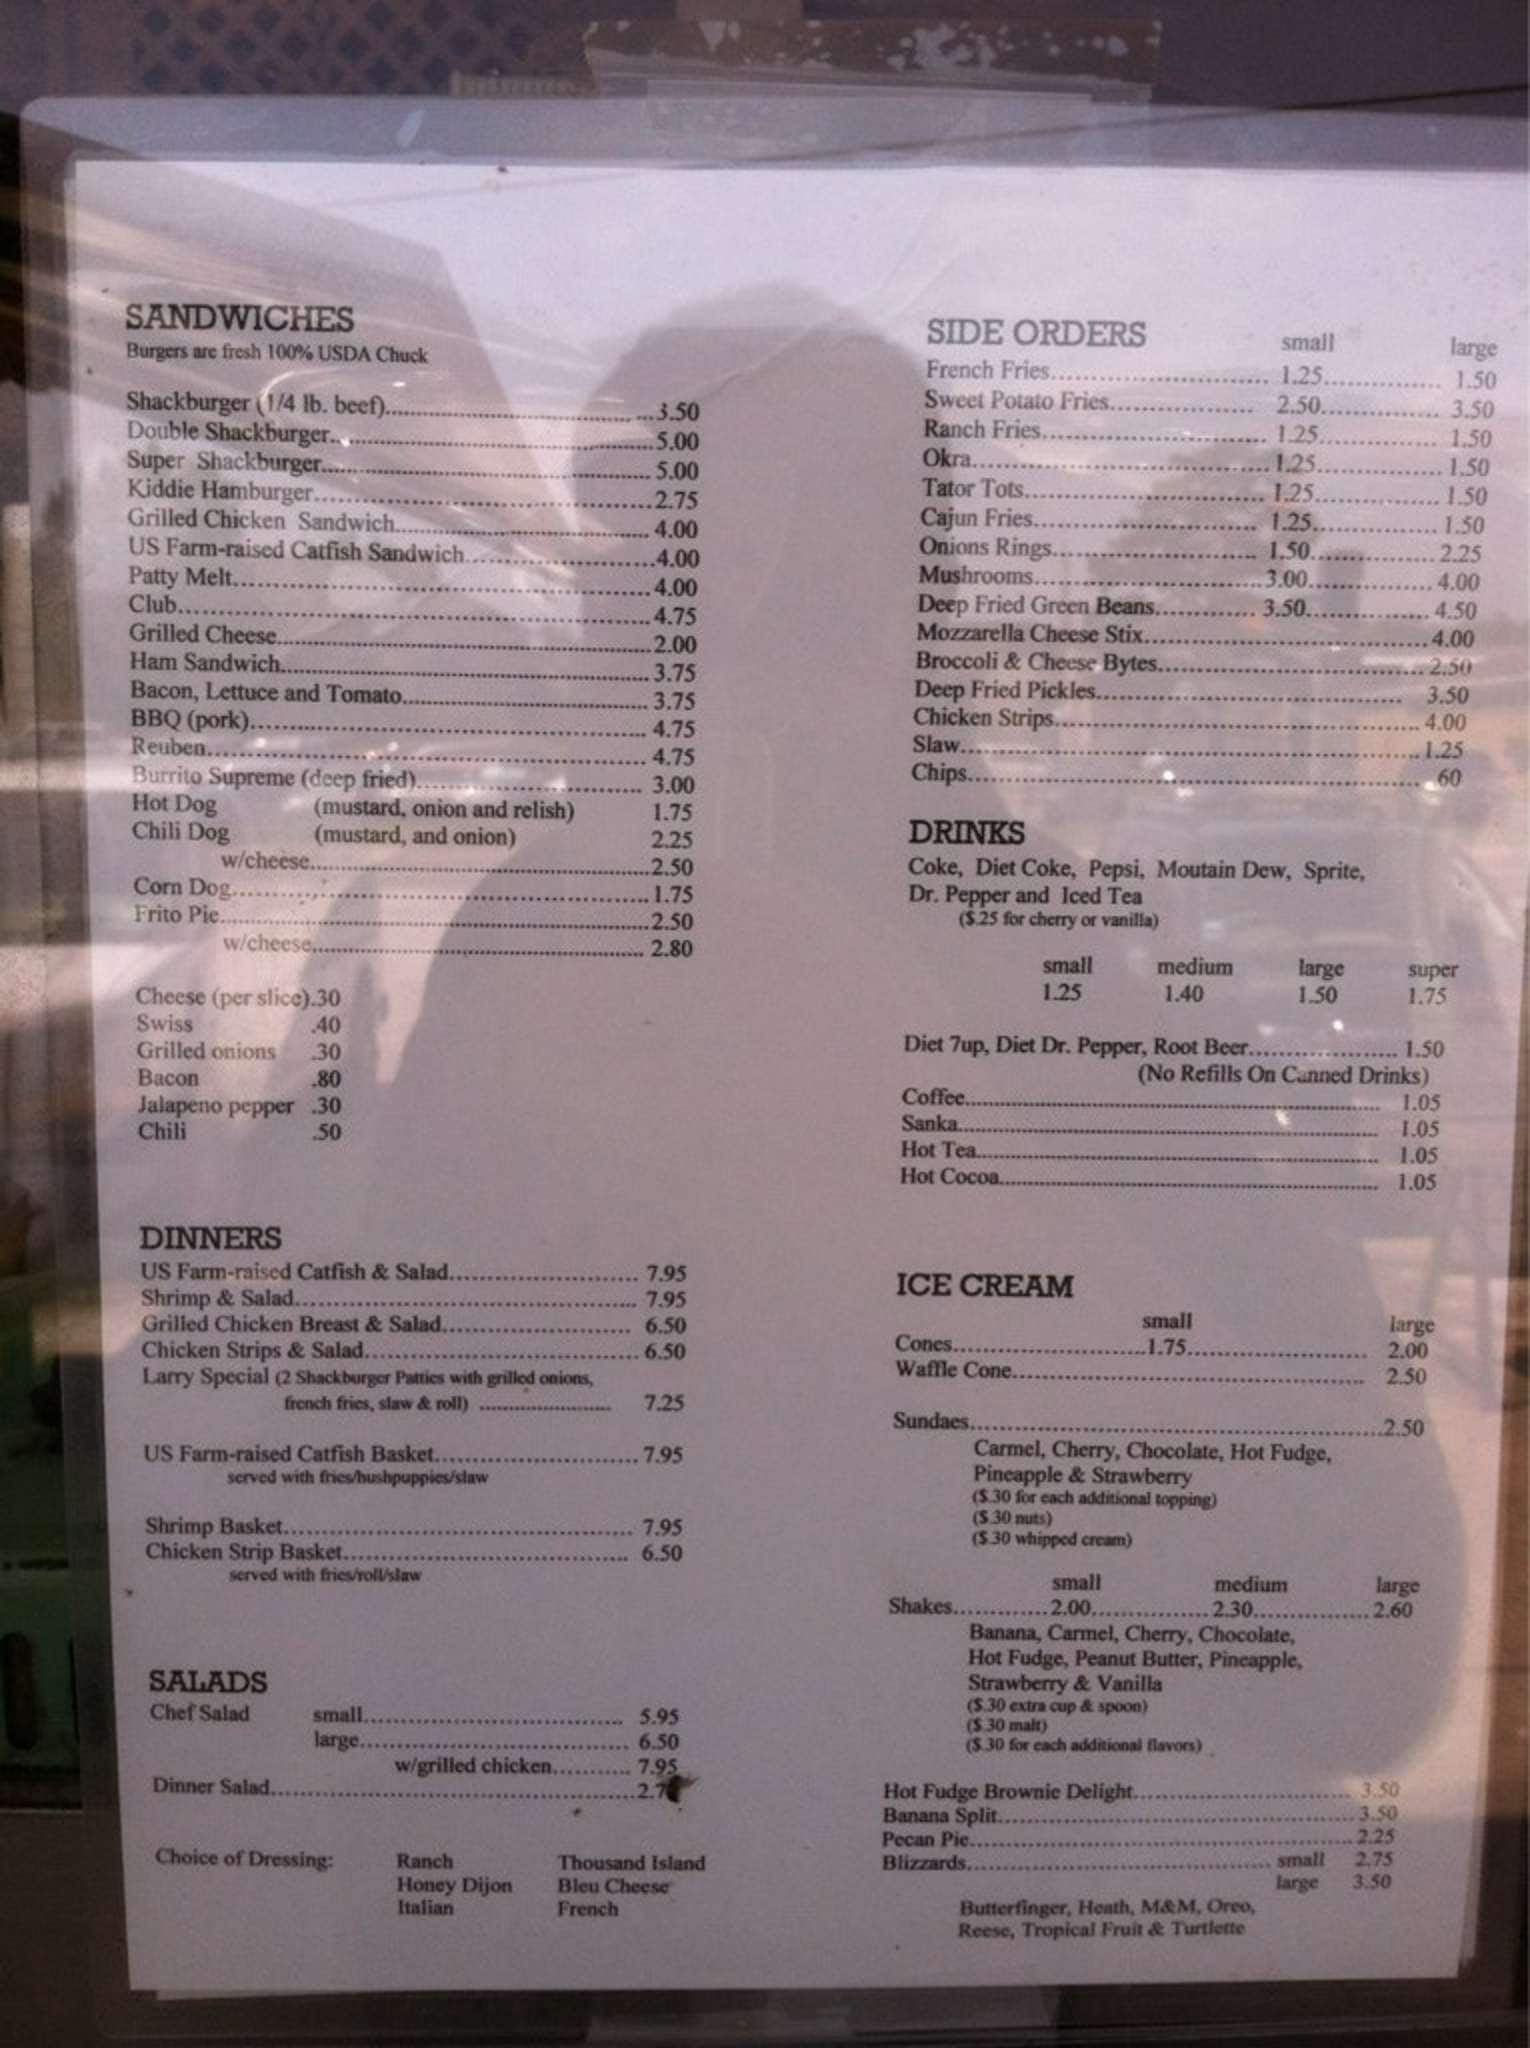 SANDWICHES
Burgers are fresh 100% USDA Chuck
Shackburger (1/4 lb. beef)..........3.50
Double Shackburger..........5.00
Super Shackburger..........5.00
Kiddie Hamburger..........2.75
Grilled Chicken Sandwich..........4.00
US Farm-raised Catfish Sandwich..........4.00
Patty Melt..........4.00
Club..........4.75
Grilled Cheese..........2.00
Ham Sandwich..........3.75
Bacon, Lettuce and Tomato..........3.75
BBQ (pork)..........4.75
Reuben..........4.75
Burrito Supreme (deep fried)..........3.00
Hot Dog (mustard, onion and relish) 1.75
Chili Dog (mustard, and onion) 2.25
w/cheese..........2.50
Corn Dog..........1.75
Frito Pie..........2.50
w/cheese..........2.80
Cheese (per slice).30
Swiss .40
Grilled onions .30
Bacon .80
Jalapeno pepper .30
Chili .50
DINNERS
US Farm-raised Catfish & Salad..........7.95
Shrimp & Salad..........7.95
Grilled Chicken Breast & Salad..........6.50
Chicken Strips & Salad..........6.50
Larry Special (2 Shackburger Patties with grilled onions,
french fries, slaw & roll) ..........7.25
US Farm-raised Catfish Basket..........7.95
served with fries/hushpuppies/slaw
Shrimp Basket..........7.95
Chicken Strip Basket..........6.50
served with fries/roll/slaw
SALADS
Chef Salad small..........5.95
large..........6.50
w/grilled chicken..........7.95
Dinner Salad..........
Choice of Dressing: Ranch Thousand Island
Honey Dijon Bleu Cheese
Italian French
SIDE ORDERS small large
French Fries..........1.25..........1.50
Sweet Potato Fries..........2.50..........3.50
Ranch Fries..........1.25..........1.50
Okra..........1.25..........1.50
Tator Tots..........1.25..........1.50
Cajun Fries..........1.25..........1.50
Onions Rings..........1.50..........2.25
Mushrooms..........3.00..........4.00
Deep Fried Green Beans..........3.50..........4.50
Mozzarella Cheese Stix..........4.00
Broccoli & Cheese Bytes..........2.50
Deep Fried Pickles..........3.50
Chicken Strips..........4.00
Slaw..........1.25
Chips..........60
DRINKS
Coke, Diet Coke, Pepsi, Moutain Dew, Sprite,
Dr. Pepper and Iced Tea
($.25 for cherry or vanilla)
small medium large super
1.25 1.40 1.50 1.75
Diet 7up, Diet Dr. Pepper, Root Beer..........1.50
(No Refills On Canned Drinks)
Coffee..........1.05
Sanka..........1.05
Hot Tea..........1.05
Hot Cocoa..........1.05
ICE CREAM
small large
Cones..........1.75..........2.00
Waffle Cone..........2.50
Sundaes..........2.50
Carmel, Cherry, Chocolate, Hot Fudge,
Pineapple & Strawberry
($.30 for each additional topping)
($.30 nuts)
($.30 whipped cream)
small medium large
Shakes..........2.00..........2.30..........2.60
Banana, Carmel, Cherry, Chocolate,
Hot Fudge, Peanut Butter, Pineapple,
Strawberry & Vanilla
($.30 extra cup & spoon)
($.30 malt)
($.30 for each additional flavors)
Hot Fudge Brownie Delight..........3.50
Banana Split..........3.50
Pecan Pie..........2.25
Blizzards..........small 2.75
large 3.50
Butterfinger, Heath, M&M, Oreo,
Reese, Tropical Fruit & Turtlette